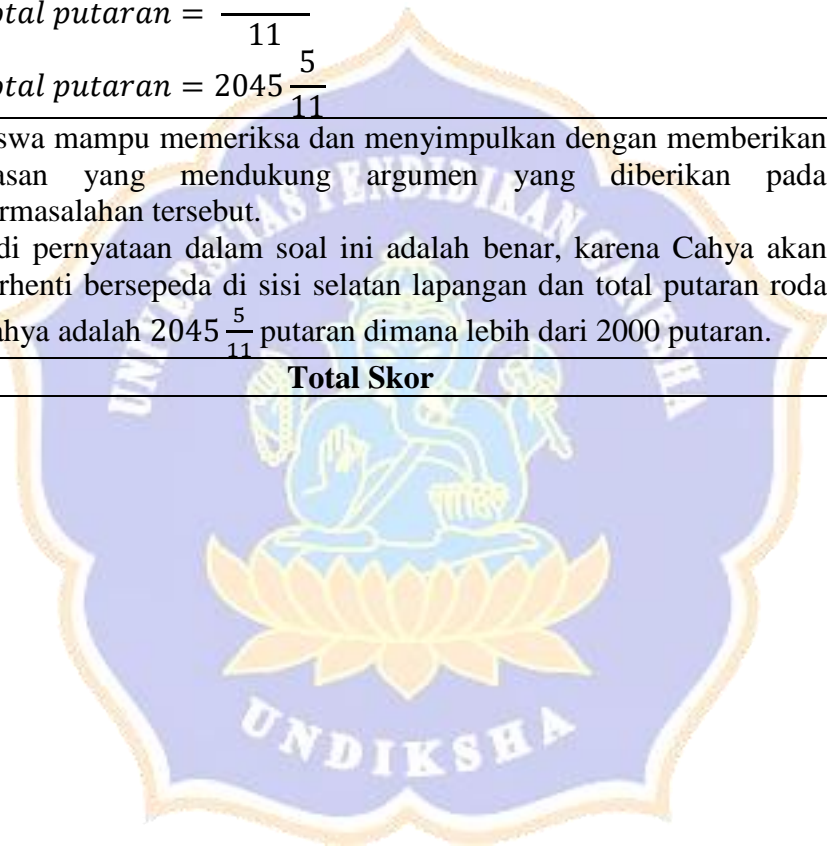 otal putaran = ——— 11
otal putaran = 2045 5/11
swa mampu memeriksa dan menyimpulkan dengan memberikan
asan yang mendukung argumen yang diberikan pada
rmasalahan tersebut.
di pernyataan dalam soal ini adalah benar, karena Cahya akan
rhenti bersepeda di sisi selatan lapangan dan total putaran roda
ahya adalah 2045 5/11 putaran dimana lebih dari 2000 putaran.
Total Skor
UNIVERSITAS PENDIDIKAN GANESHA
UNDIKSHA